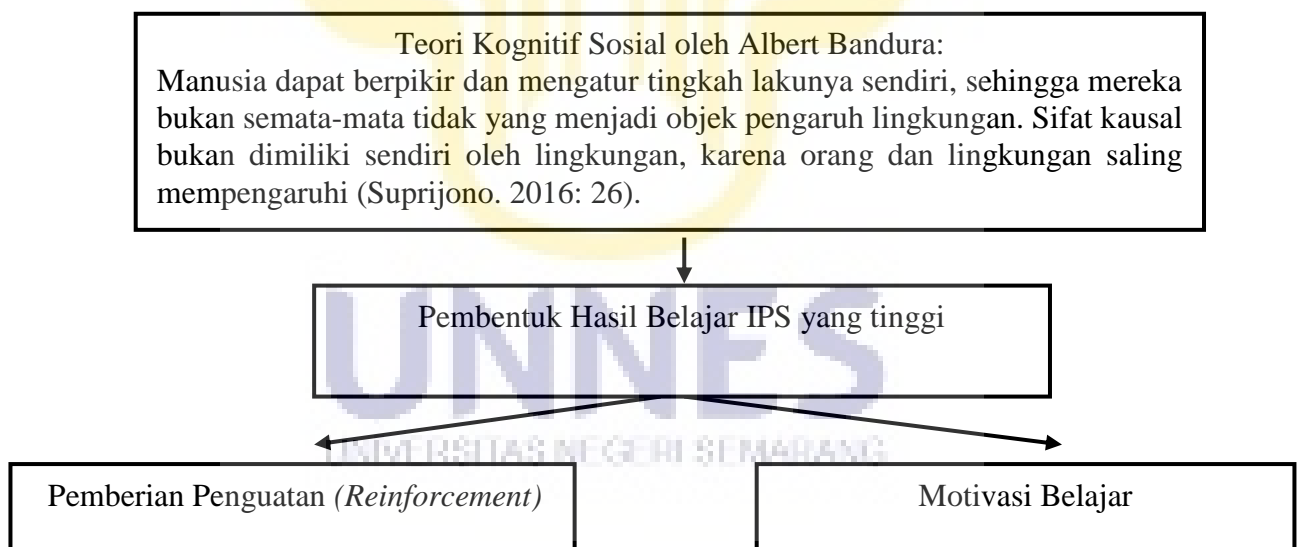 Teori Kognitif Sosial oleh Albert Bandura:
Manusia dapat berpikir dan mengatur tingkah lakunya sendiri, sehingga mereka
bukan semata-mata tidak yang menjadi objek pengaruh lingkungan. Sifat kausal
bukan dimiliki sendiri oleh lingkungan, karena orang dan lingkungan saling
mempengaruhi (Suprijono. 2016: 26).
UNNES
Pembentuk Hasil Belajar IPS yang tinggi
UNIVERSITAS NEGERI SEMARANG
Pemberian Penguatan (Reinforcement)
Motivasi Belajar